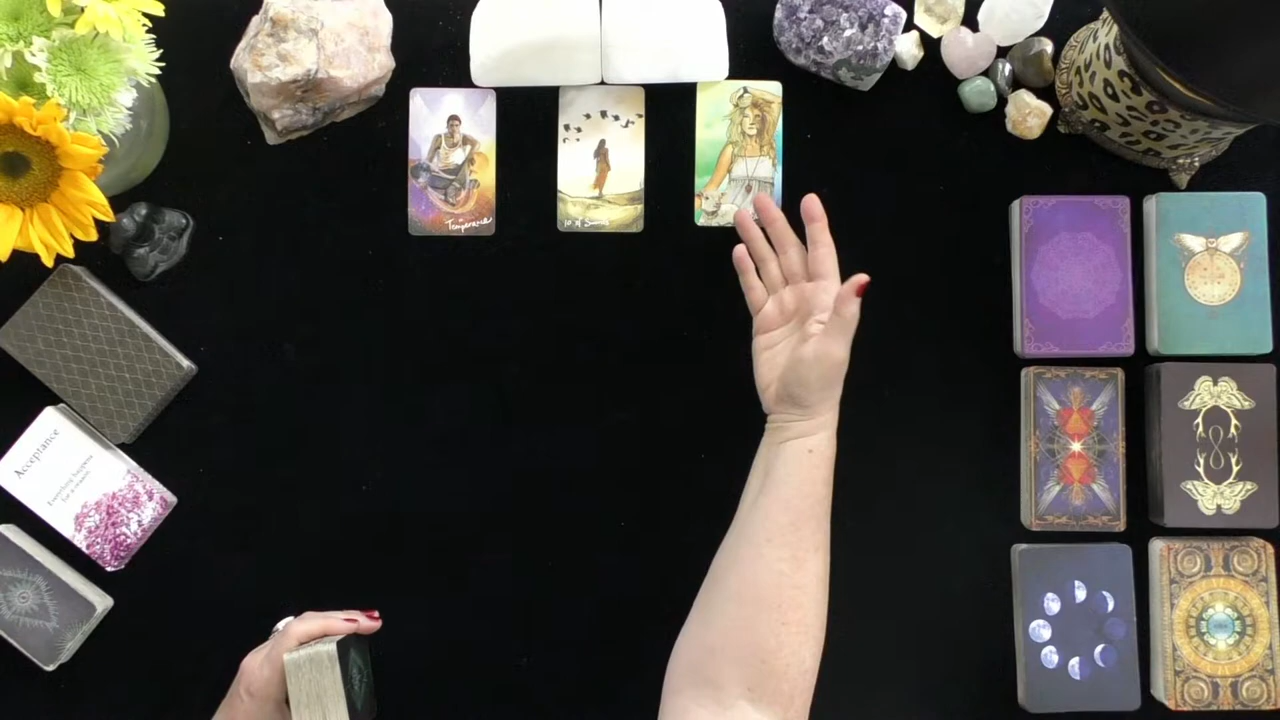 Temperance
10 of Swords
Acceptance
Everything happens
for a reason